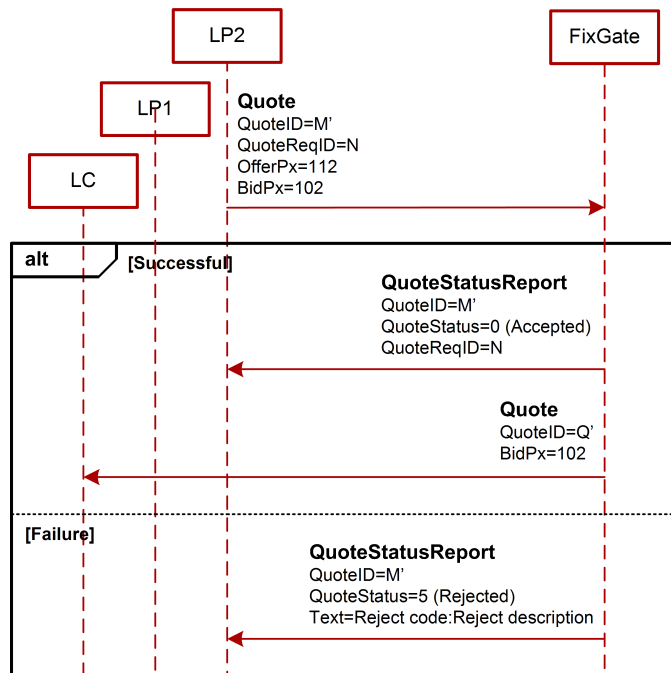 LP2
FixGate
LP1
LC
Quote
QuoteID=M’
QuoteReqID=N
OfferPx=112
BidPx=102
alt
[Successful]
QuoteStatusReport
QuoteID=M’
QuoteStatus=0 (Accepted)
QuoteReqID=N
Quote
QuoteID=Q’
BidPx=102
[Failure]
QuoteStatusReport
QuoteID=M’
QuoteStatus=5 (Rejected)
Text=Reject code:Reject description